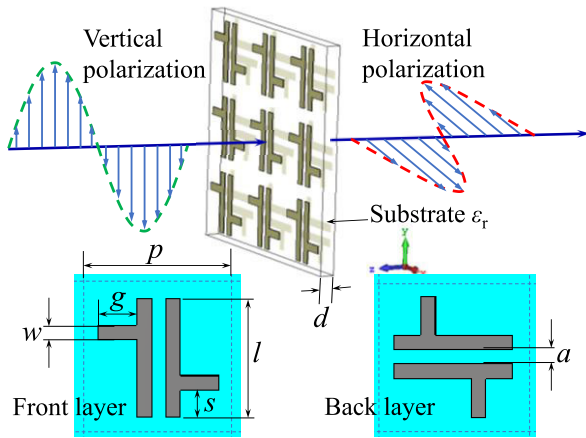 Vertical
polarization
Horizontal
polarization
Substrate εr
y
z
x
p
d
g
w
l
s
a
Front layer
Back layer